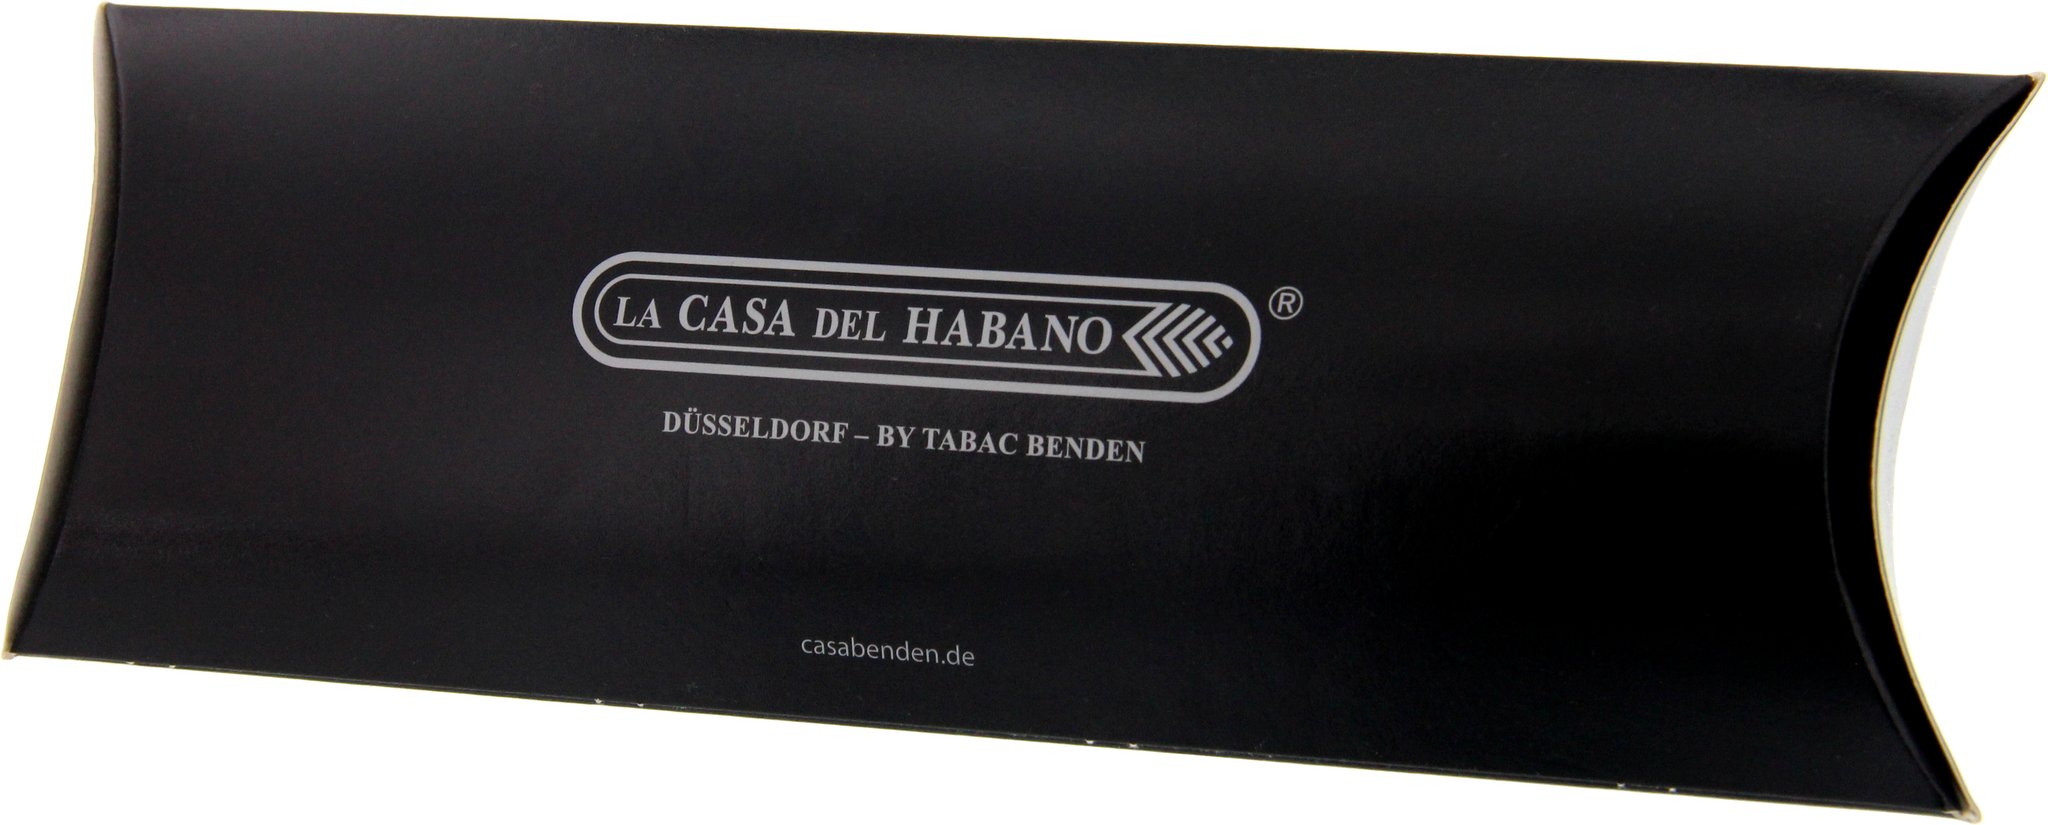 LA CASA DEL HABANO ®
DÜSSELDORF – BY TABAC BENDEN
casabenden.de